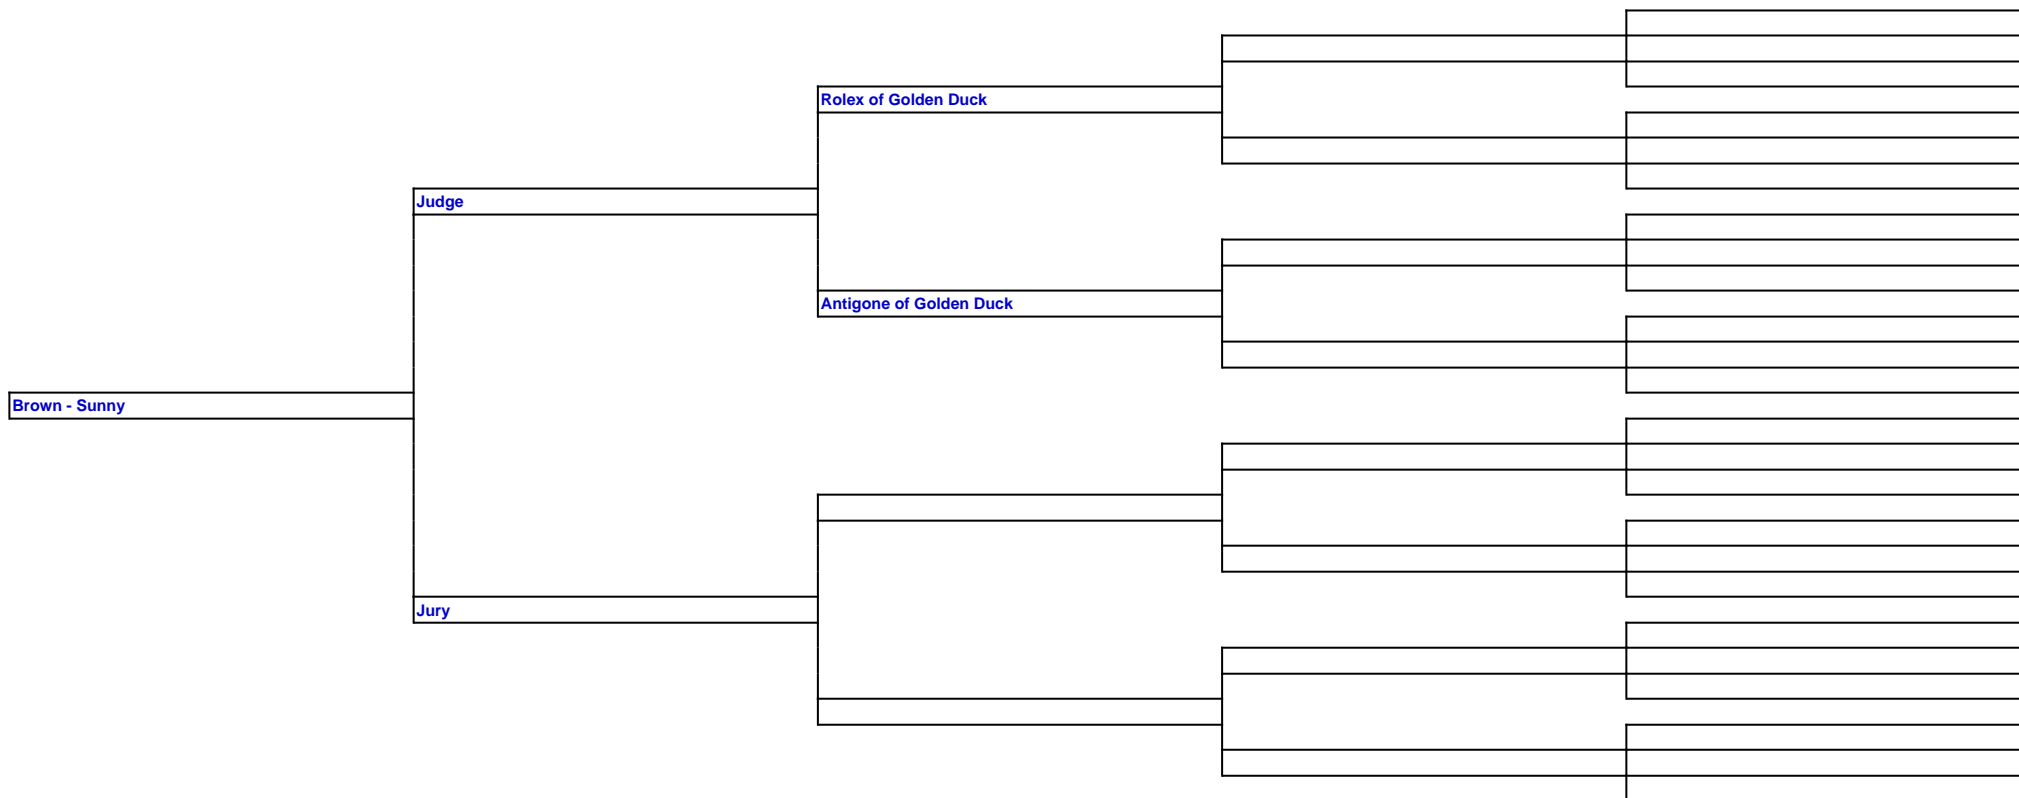 Rolex of Golden Duck
Judge
Antigone of Golden Duck
Brown - Sunny
Jury